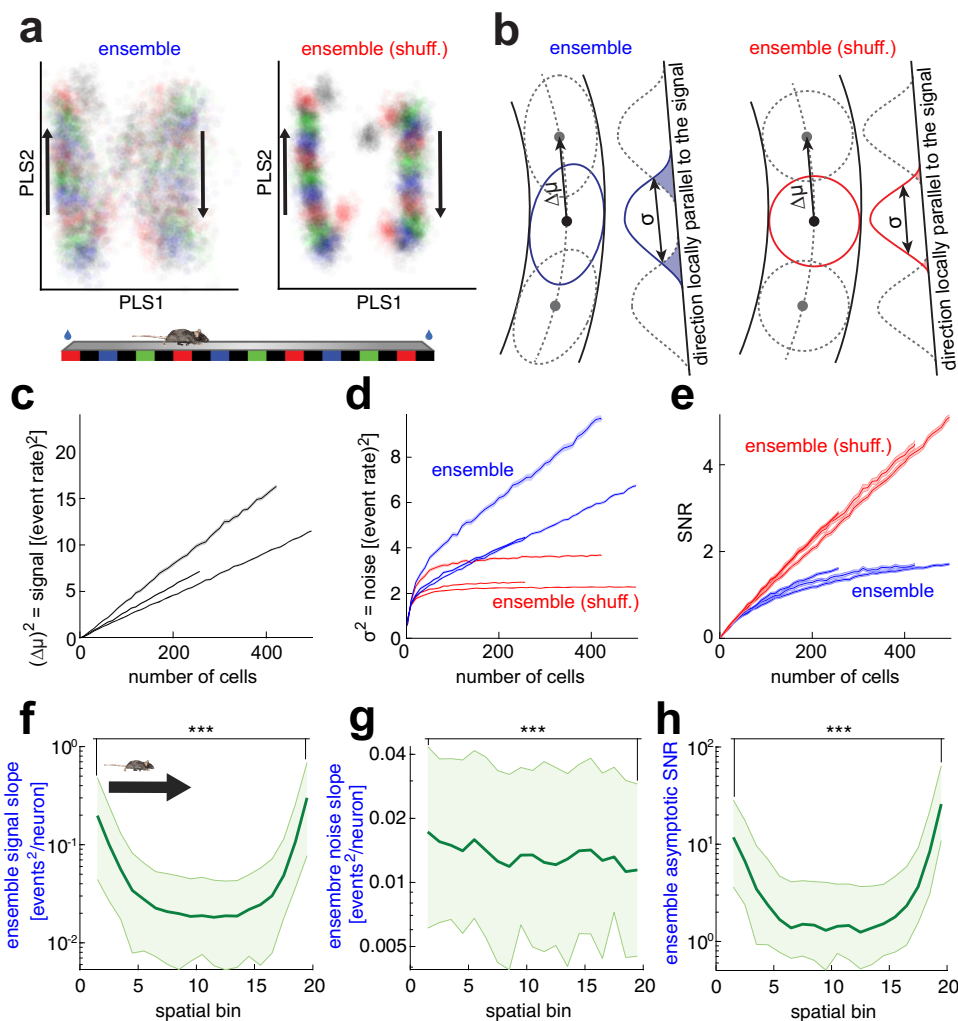 a
ensemble
ensemble (shuff.)
PLS2
PLS2
PLS1
PLS1
b
ensemble
ensemble (shuff.)
Δμ
σ
direction locally parallel to the signal
Δμ
σ
direction locally parallel to the signal
c
(Δμ)² = signal [(event rate)²]
20
15
10
5
0
0
200
400
number of cells
d
σ² = noise [(event rate)²]
8
6
4
2
0
ensemble
ensemble (shuff.)
0
200
400
number of cells
e
SNR
4
2
0
ensemble (shuff.)
ensemble
0
200
400
number of cells
f
***
ensemble signal slope
[events²/neuron]
10⁰
10⁻¹
10⁻²
0
5
10
15
20
spatial bin
g
***
ensembre noise slope
[events²/neuron]
0.04
0.01
0.005
0
5
10
15
20
spatial bin
h
***
ensemble asymptotic SNR
10²
10¹
10⁰
0
5
10
15
20
spatial bin